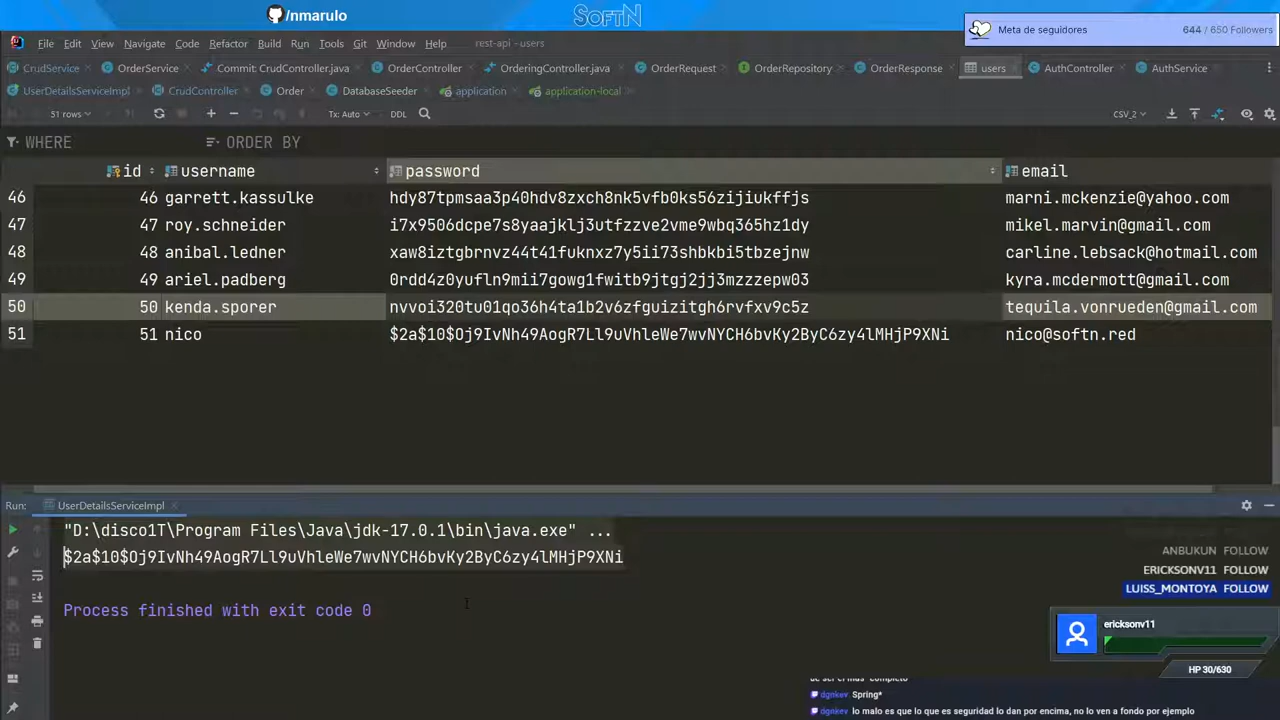 /nmarulo
SOFTN
Meta de seguidores 644 / 650 Followers
File Edit View Navigate Code Refactor Build Run Tools Git Window Help rest-api - users
CrudService OrderService Commit: CrudController.java OrderController OrderingController.java OrderRequest OrderRepository OrderResponse users AuthController AuthService
UserDetailsServiceImpl CrudController Order DatabaseSeeder application application-local
51 rows Tx: Auto DDL CSV_2
WHERE ORDER BY
id username password email
46 46 garrett.kassulke hdy87tpmsaa3p40hdv8zxch8nk5vfb0ks56zijiukffjs marni.mckenzie@yahoo.com
47 47 roy.schneider i7x9506dcpe7s8yaajklj3utfzzve2vme9wbq365hz1dy mikel.marvin@gmail.com
48 48 anibal.ledner xaw8iztgbrnvz44t41fuknxz7y5ii73shbkbi5tbzejnw carline.lebsack@hotmail.com
49 49 ariel.padberg 0rdd4z0yufln9mii7gowg1fwitb9jtgj2jj3mzzzepw03 kyra.mcdermott@gmail.com
50 50 kenda.sporer nvvoi320tu01qo36h4ta1b2v6zfguizitgh6rvfxv9c5z tequila.vonrueden@gmail.com
51 51 nico $2a$10$Oj9IvNh49AogR7Ll9uVhleWe7wvNYCH6bvKy2ByC6zy4lMHjP9XNi nico@softn.red
Run: UserDetailsServiceImpl
"D:\disco1T\Program Files\Java\jdk-17.0.1\bin\java.exe" ...
$2a$10$Oj9IvNh49AogR7Ll9uVhleWe7wvNYCH6bvKy2ByC6zy4lMHjP9XNi
Process finished with exit code 0
ANBUKUN FOLLOW
ERICKSONV11 FOLLOW
LUISS_MONTOYA FOLLOW
ericksonv11
HP 30/630
de ser el mas completo
dgnkev Spring*
dgnkev lo malo es que lo que es seguridad lo dan por encima, no lo ven a fondo por ejemplo